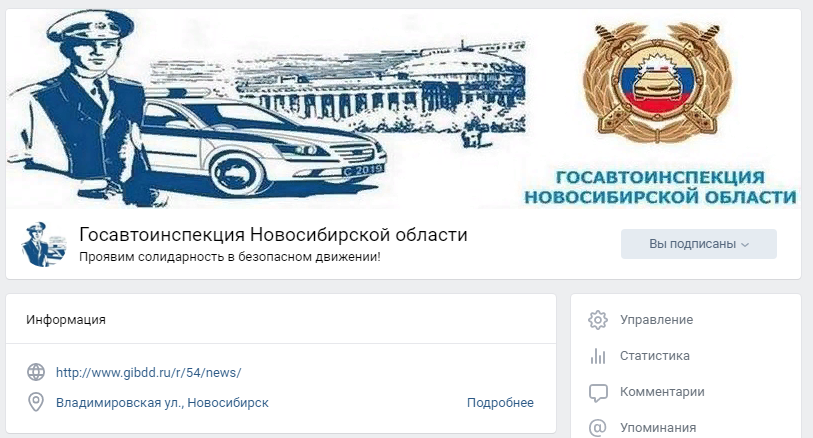 С 2019
ГОСАВТОИНСПЕКЦИЯ
НОВОСИБИРСКОЙ ОБЛАСТИ
Госавтоинспекция Новосибирской области
Проявим солидарность в безопасном движении!
Вы подписаны
Информация
http://www.gibdd.ru/r/54/news/
Владимировская ул., Новосибирск
Подробнее
Управление
Статистика
Комментарии
Упоминания